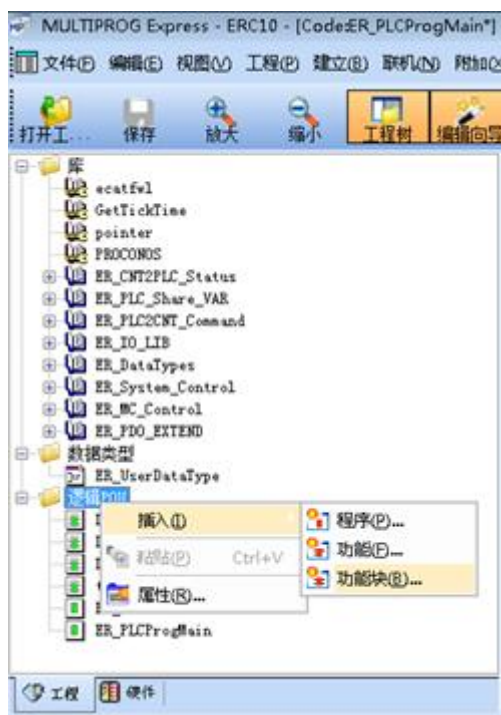 MULTIPROG Express - ERC10 - [Code:ER_PLCProgMain*]
文件(F) 编辑(E) 视图(V) 工程(P) 建立(B) 联机(N)
打开工... 保存 放大 缩小 工程树 编辑向导
库
ecatfwl
GetTickTime
pointer
PROCONOS
ER_CNT2PLC_Status
ER_PLC_Share_VAR
ER_PLC2CNT_Command
ER_IO_LIB
ER_DataTypes
ER_System_Control
ER_MC_Control
ER_PDO_EXTEND
数据类型
ER_UserDataType
逻辑POU
插入(I) 程序(P)...
粘贴(P) Ctrl+V 功能(F)...
功能块(B)...
属性(R)...
ER_PLCProgMain
工程 硬件